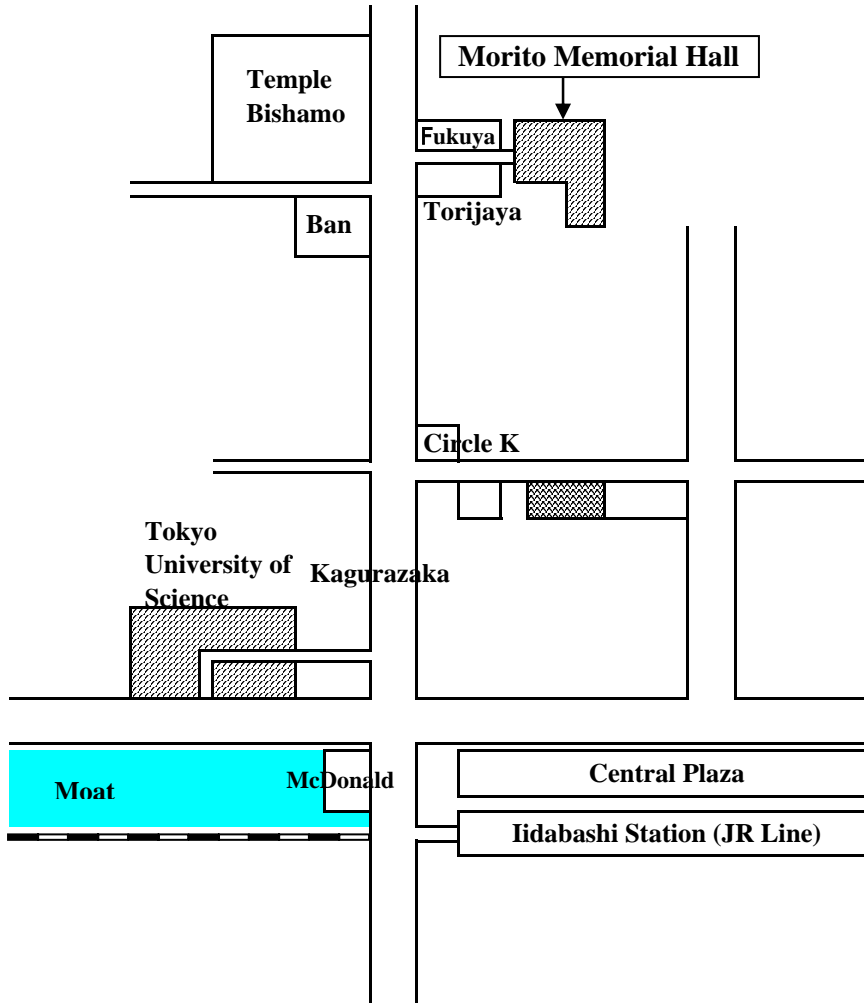 Morito Memorial Hall
Temple
Bishamo
Fukuya
Torijaya
Ban
Circle K
Tokyo
University of
Science
Kagurazaka
McDonald
Moat
Central Plaza
Iidabashi Station (JR Line)